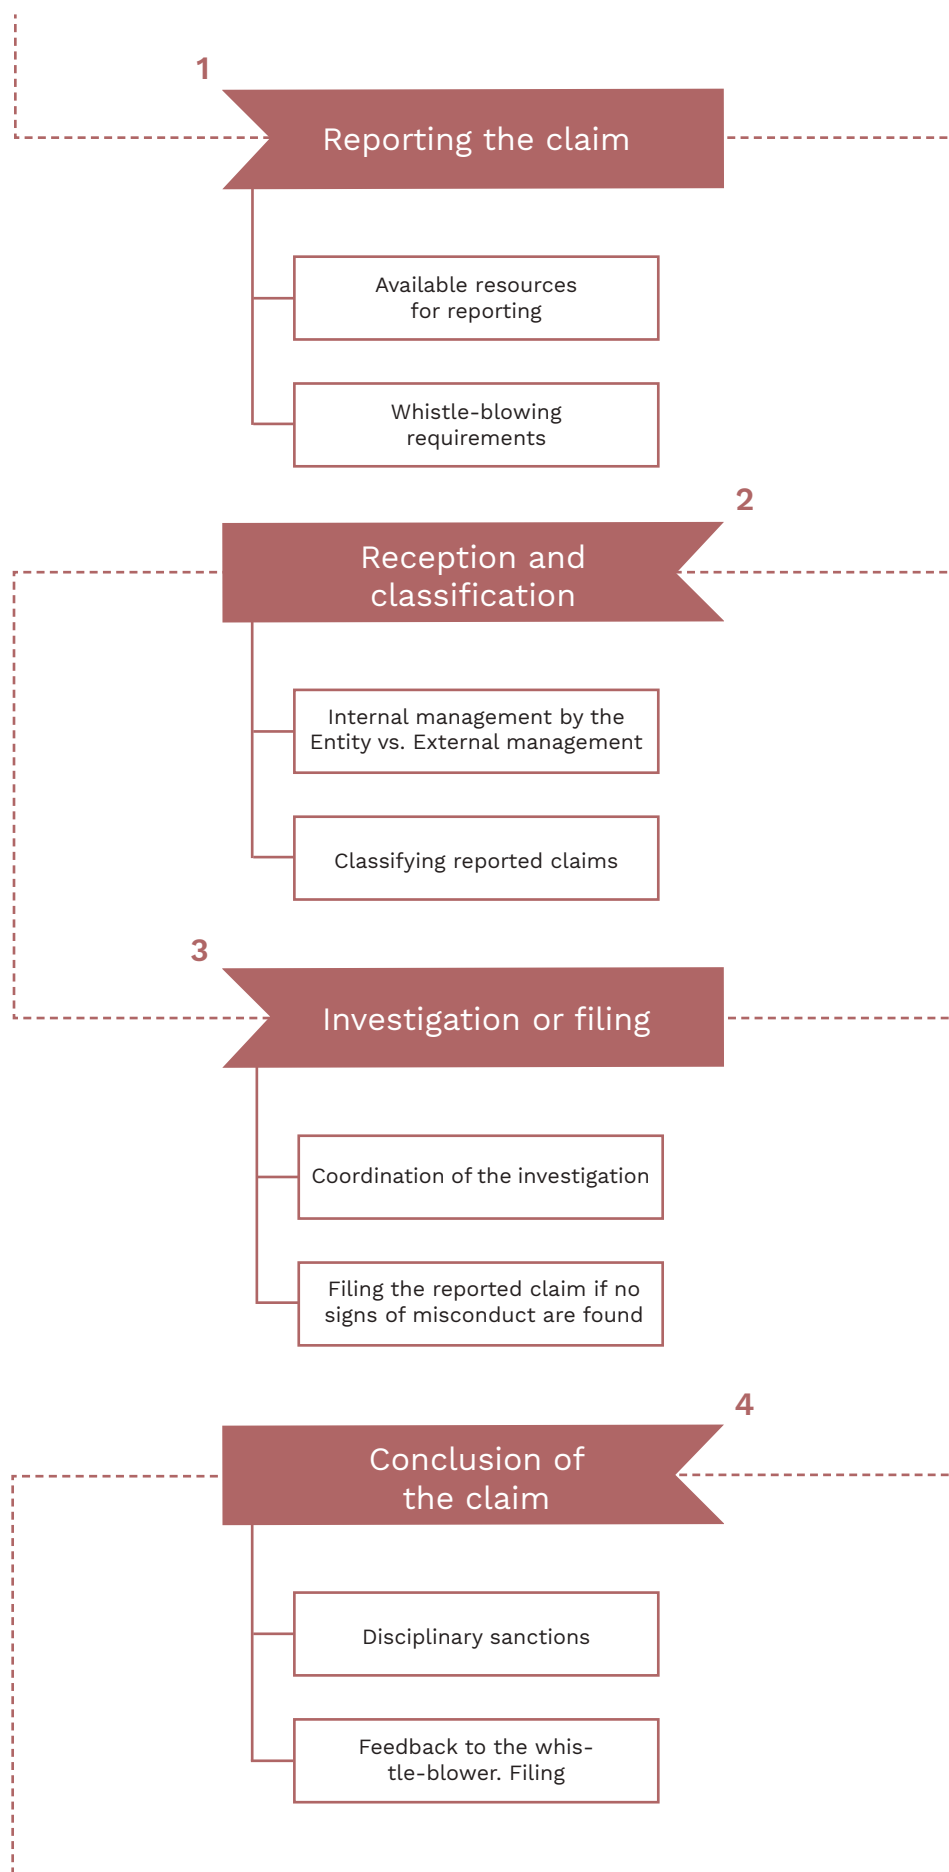 1
Reporting the claim
Available resources
for reporting
Whistle-blowing
requirements
2
Reception and
classification
Internal management by the
Entity vs. External management
Classifying reported claims
3
Investigation or filing
Coordination of the investigation
Filing the reported claim if no
signs of misconduct are found
4
Conclusion of
the claim
Disciplinary sanctions
Feedback to the whis-
tle-blower. Filing